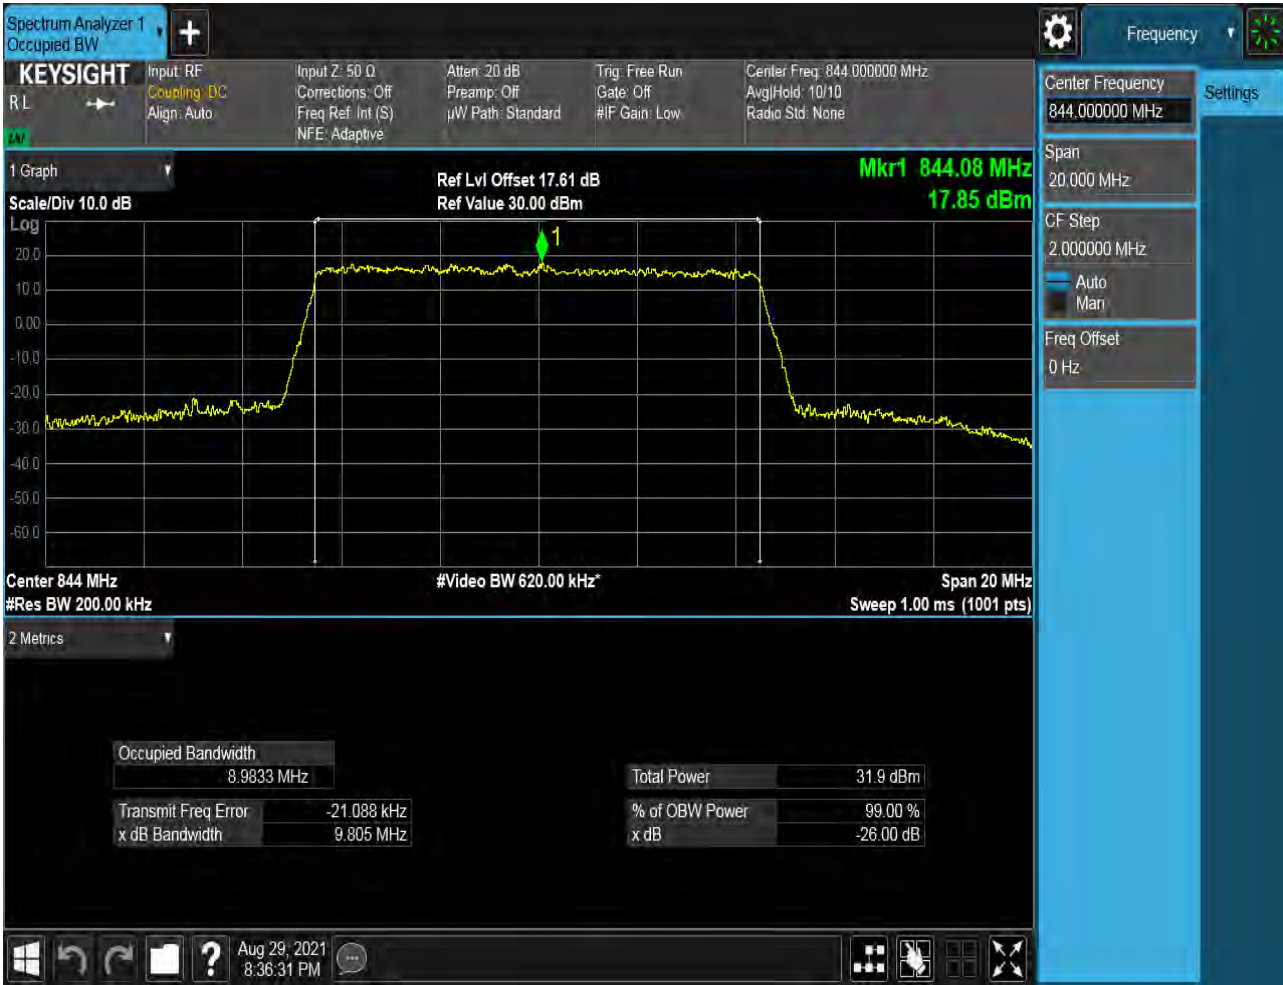 Spectrum Analyzer 1
Occupied BW
+
Frequency
KEYSIGHT
R L
Input: RF
Coupling: DC
Align: Auto
Input Z: 50 Ω
Corrections: Off
Freq Ref: Int (S)
NFE: Adaptive
Atten: 20 dB
Preamp: Off
µW Path: Standard
Trig: Free Run
Gate: Off
#IF Gain: Low
Center Freq: 844.000000 MHz
Avg|Hold: 10/10
Radio Std: None
Center Frequency
844.000000 MHz
Settings
Span
20.000 MHz
CF Step
2.000000 MHz
Auto
Man
Freq Offset
0 Hz
1 Graph
Scale/Div 10.0 dB
Log
Ref Lvl Offset 17.61 dB
Ref Value 30.00 dBm
Mkr1 844.08 MHz
17.85 dBm
1
20.0
10.0
0.00
-10.0
-20.0
-30.0
-40.0
-50.0
-60.0
Center 844 MHz
#Res BW 200.00 kHz
#Video BW 620.00 kHz*
Span 20 MHz
Sweep 1.00 ms (1001 pts)
2 Metrics
Occupied Bandwidth
8.9833 MHz
Transmit Freq Error -21.088 kHz
x dB Bandwidth 9.805 MHz
Total Power 31.9 dBm
% of OBW Power 99.00 %
x dB -26.00 dB
?
Aug 29, 2021
8:36:31 PM